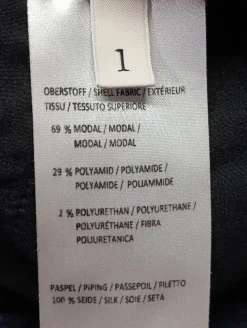 1
OBERSTOFF / SHELL FABRIC / EXTÉRIEUR
TISSU / TESSUTO SUPERIORE
69 % MODAL / MODAL /
MODAL / MODAL
29 % POLYAMID / POLYAMIDE /
POLYAMIDE / POLIAMMIDE
2 % POLYURETHAN / POLYURETHANE /
POLYURÉTHANE / FIBRA
POLIURETANICA
PASPEL / PIPING / PASSEPOIL / FILETTO
100 % SEIDE / SILK / SOIE / SETA